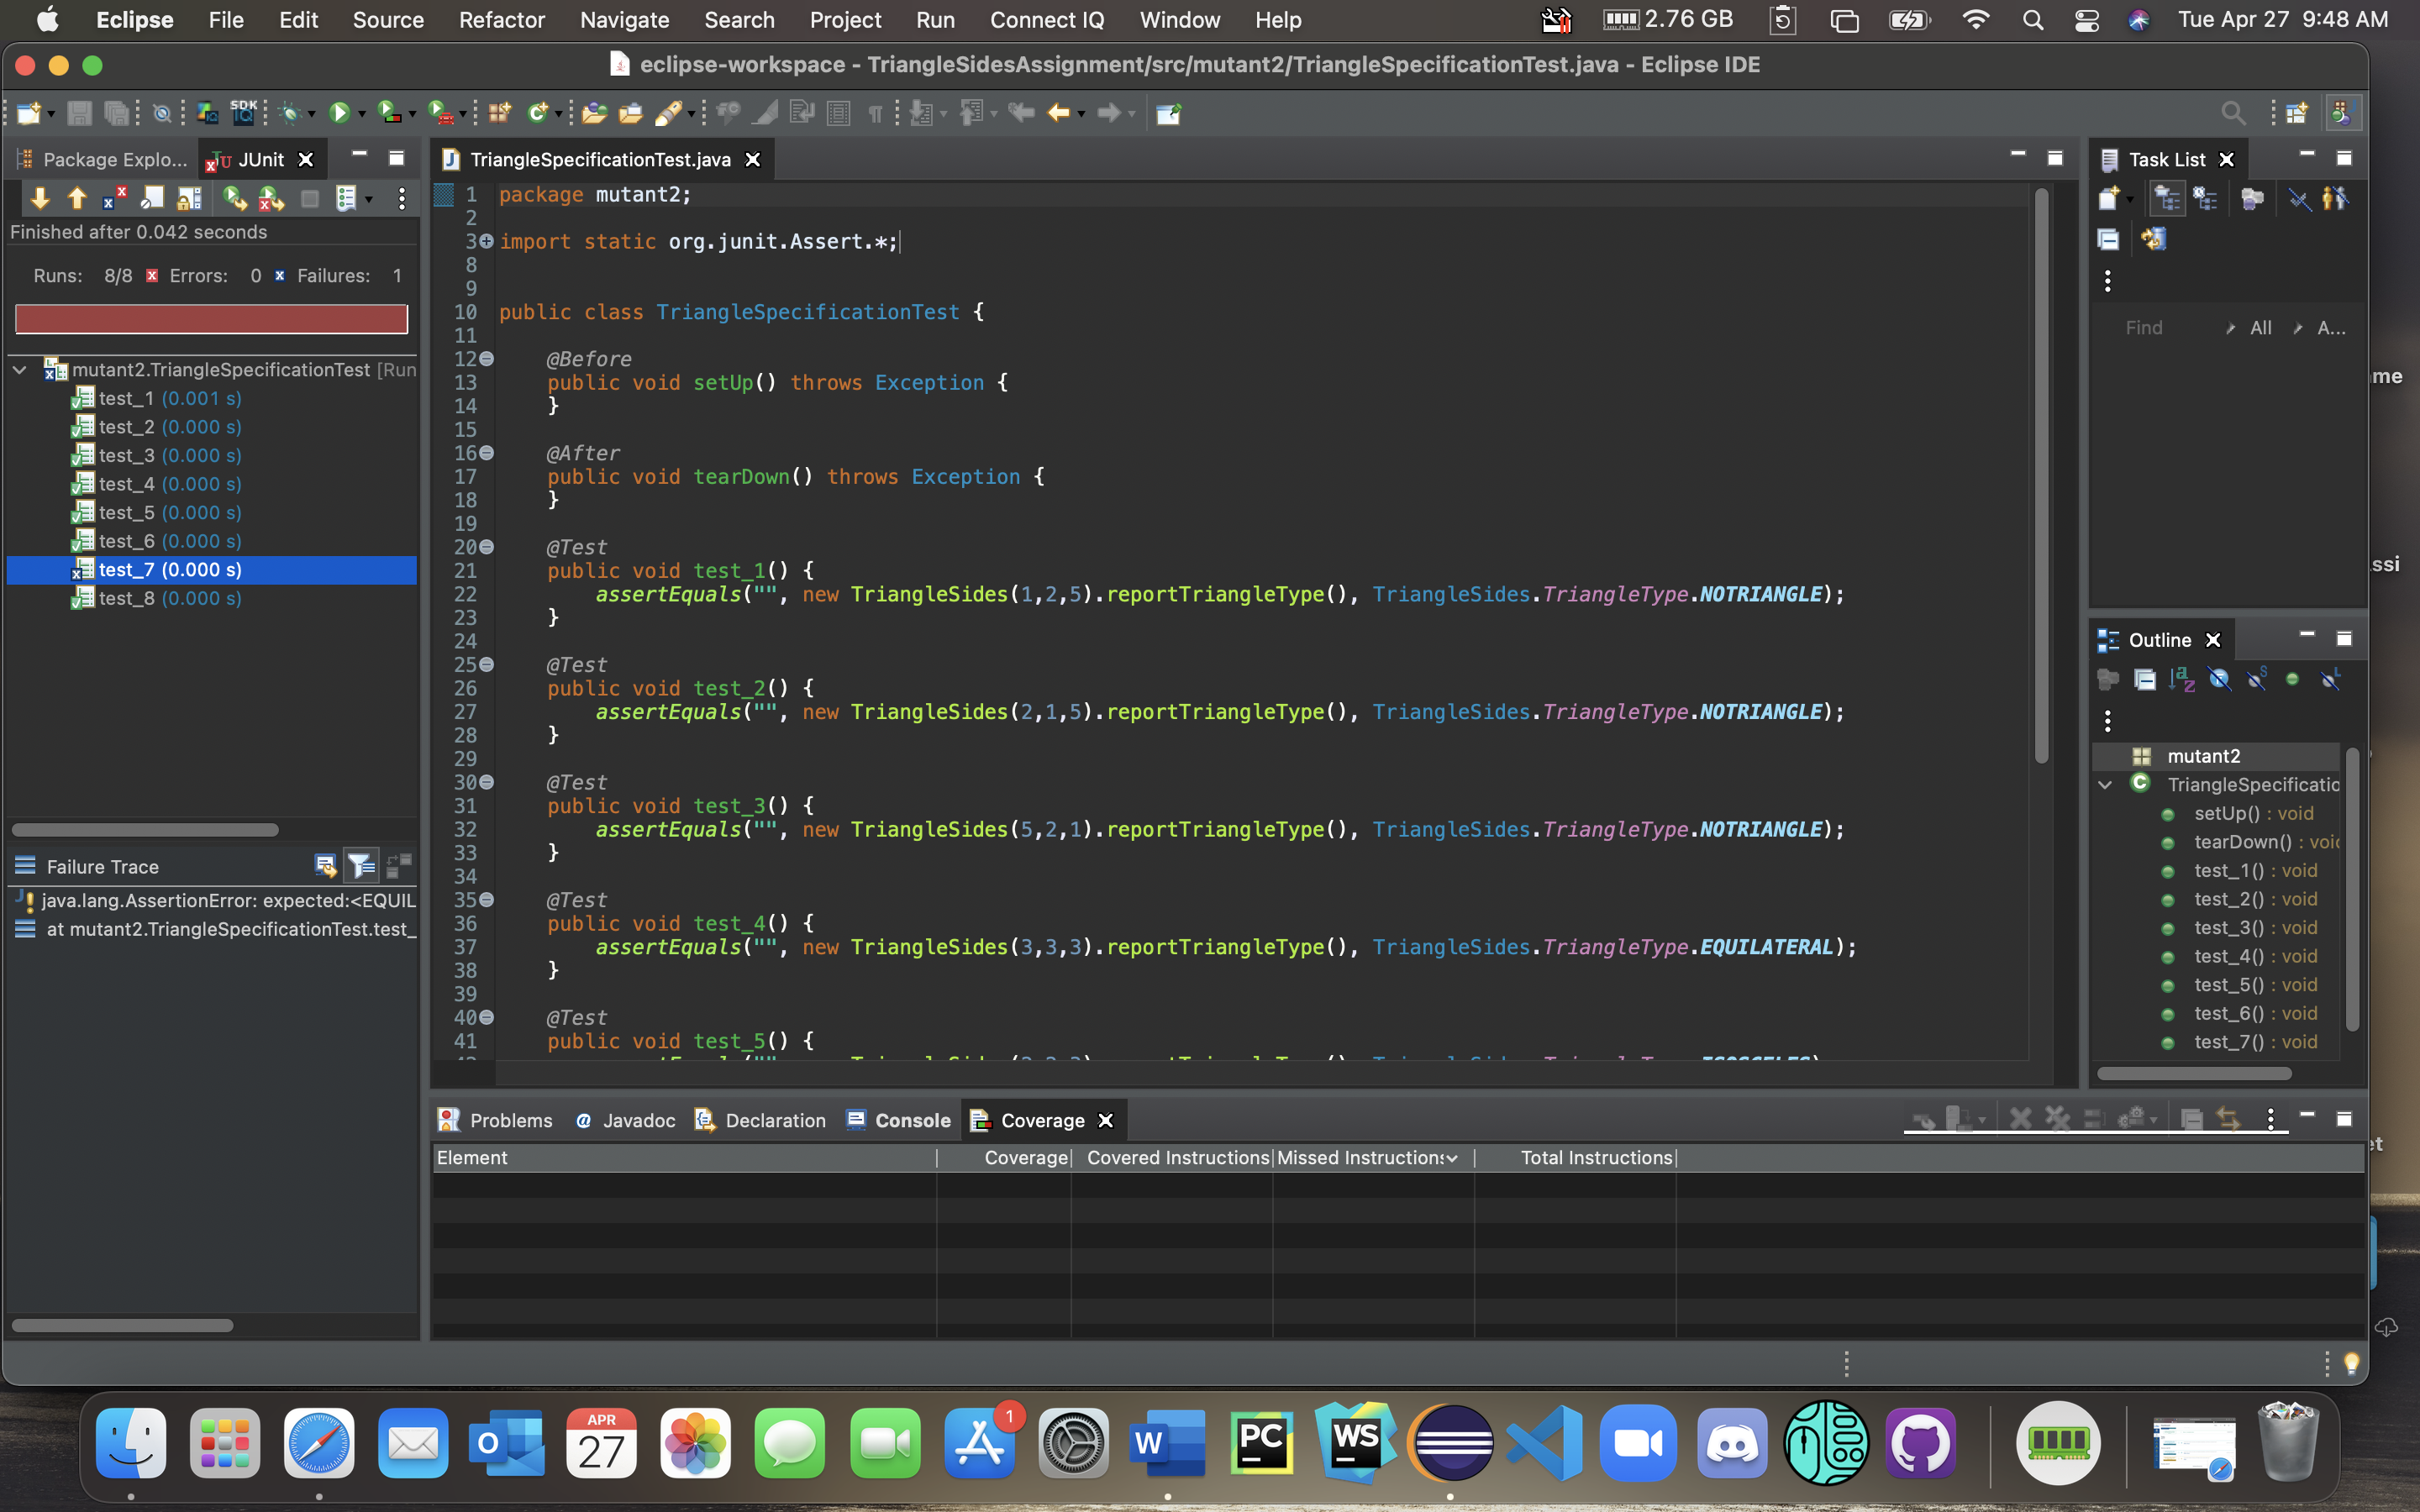 Eclipse File Edit Source Refactor Navigate Search Project Run Connect IQ Window Help 2.76 GB Tue Apr 27 9:48 AM
eclipse-workspace - TriangleSidesAssignment/src/mutant2/TriangleSpecificationTest.java - Eclipse IDE
SDK
IQ
Package Explo... JUnit
Finished after 0.042 seconds
Runs: 8/8 Errors: 0 Failures: 1
mutant2.TriangleSpecificationTest [Run
test_1 (0.001 s)
test_2 (0.000 s)
test_3 (0.000 s)
test_4 (0.000 s)
test_5 (0.000 s)
test_6 (0.000 s)
test_7 (0.000 s)
test_8 (0.000 s)
Failure Trace
java.lang.AssertionError: expected:<EQUIL
at mutant2.TriangleSpecificationTest.test_
TriangleSpecificationTest.java
1 package mutant2;
2
3 import static org.junit.Assert.*;
8
9
10 public class TriangleSpecificationTest {
11
12 @Before
13 public void setUp() throws Exception {
14 }
15
16 @After
17 public void tearDown() throws Exception {
18 }
19
20 @Test
21 public void test_1() {
22 assertEquals("", new TriangleSides(1,2,5).reportTriangleType(), TriangleSides.TriangleType.NOTRIANGLE);
23 }
24
25 @Test
26 public void test_2() {
27 assertEquals("", new TriangleSides(2,1,5).reportTriangleType(), TriangleSides.TriangleType.NOTRIANGLE);
28 }
29
30 @Test
31 public void test_3() {
32 assertEquals("", new TriangleSides(5,2,1).reportTriangleType(), TriangleSides.TriangleType.NOTRIANGLE);
33 }
34
35 @Test
36 public void test_4() {
37 assertEquals("", new TriangleSides(3,3,3).reportTriangleType(), TriangleSides.TriangleType.EQUILATERAL);
38 }
39
40 @Test
41 public void test_5() {
Task List
Find All A...
Outline
mutant2
TriangleSpecificatio
setUp() : void
tearDown() : voi
test_1() : void
test_2() : void
test_3() : void
test_4() : void
test_5() : void
test_6() : void
test_7() : void
Problems Javadoc Declaration Console Coverage
Element Coverage Covered Instructions Missed Instructions Total Instructions
me
ssi
et
APR
27
1
O
W
PC
WS